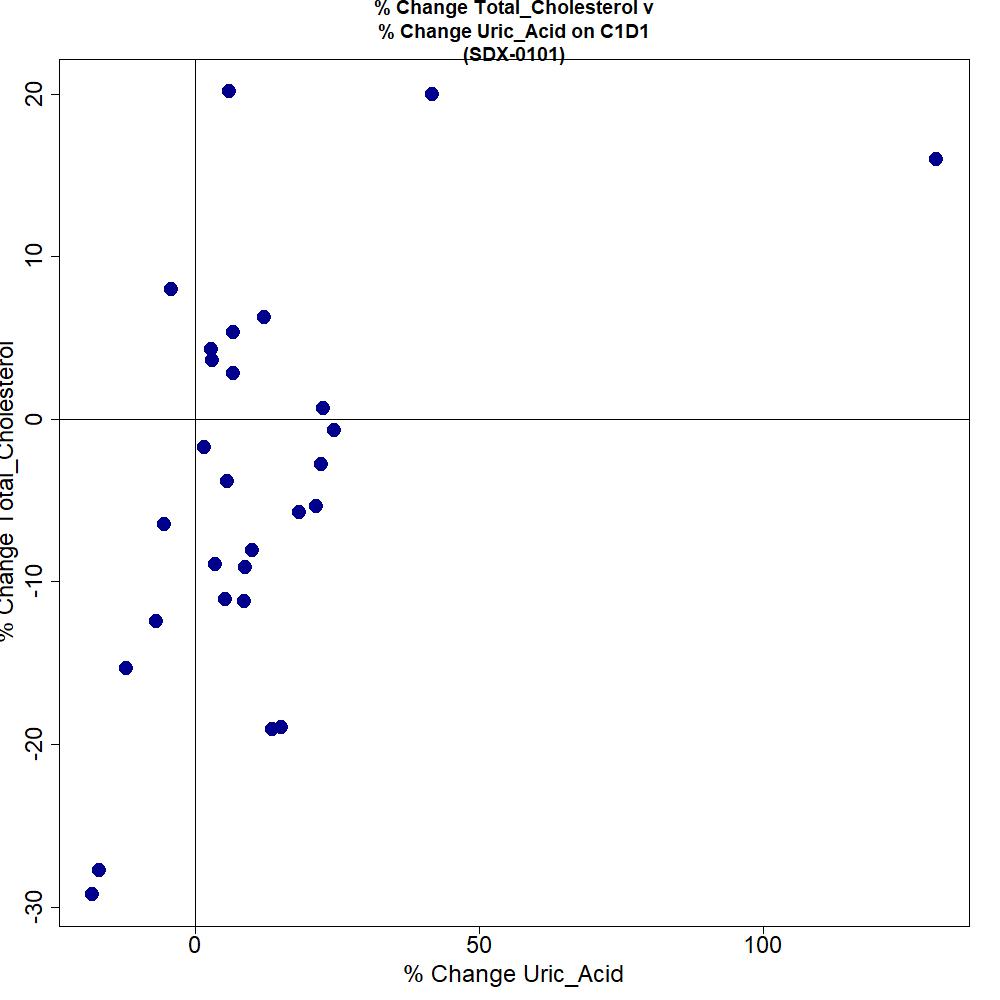 % Change Total_Cholesterol v
% Change Uric_Acid on C1D1
(SDX-0101)
% Change Total_Cholesterol
20
10
0
-10
-20
-30
0
50
100
% Change Uric_Acid